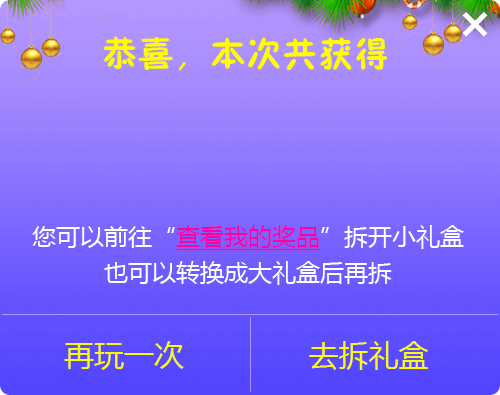 恭喜，本次共获得
您可以前往“查看我的奖品”拆开小礼盒
也可以转换成大礼盒后再拆
再玩一次
去拆礼盒